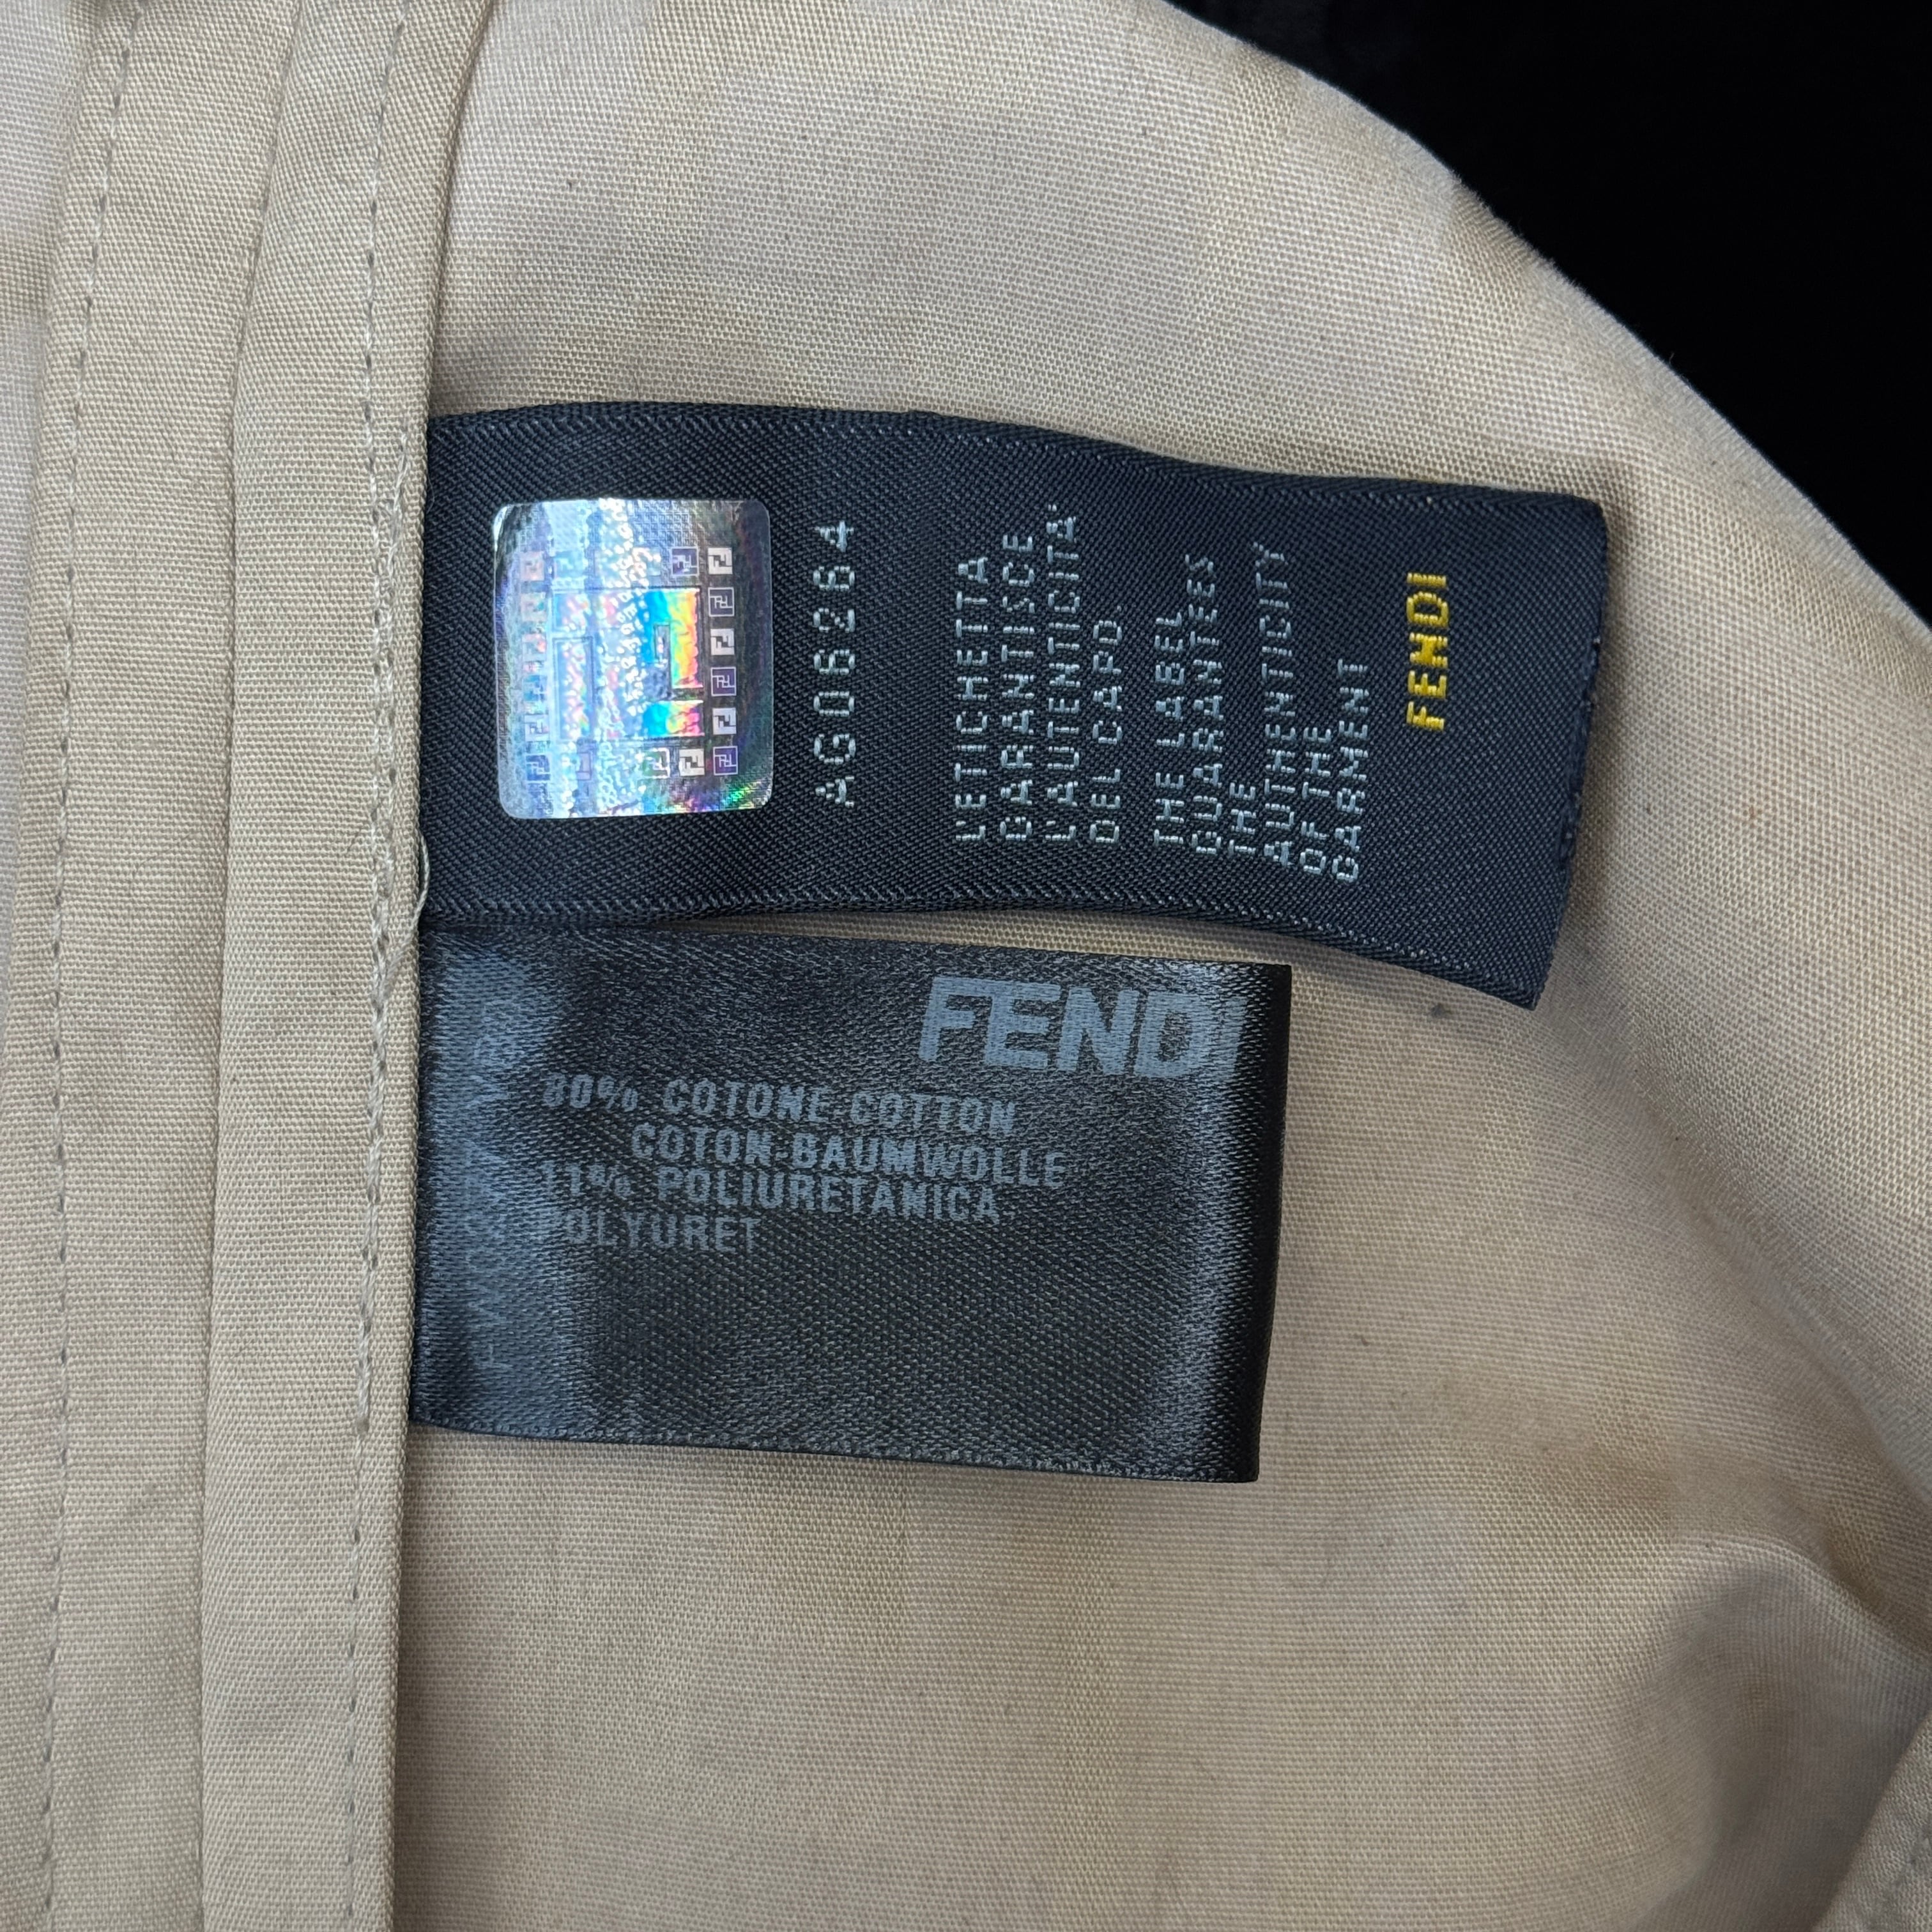 AG06264
L'ETICHETTA
GARANTISCE
L'AUTENTICITA'
DEL CAPO.
THE LABEL
GUARANTEES
THE
AUTHENTICITY
OF THE
GARMENT
FENDI
FENDI
80% COTONE-COTTON
COTON-BAUMWOLLE
11% POLIURETANICA-
POLYURET